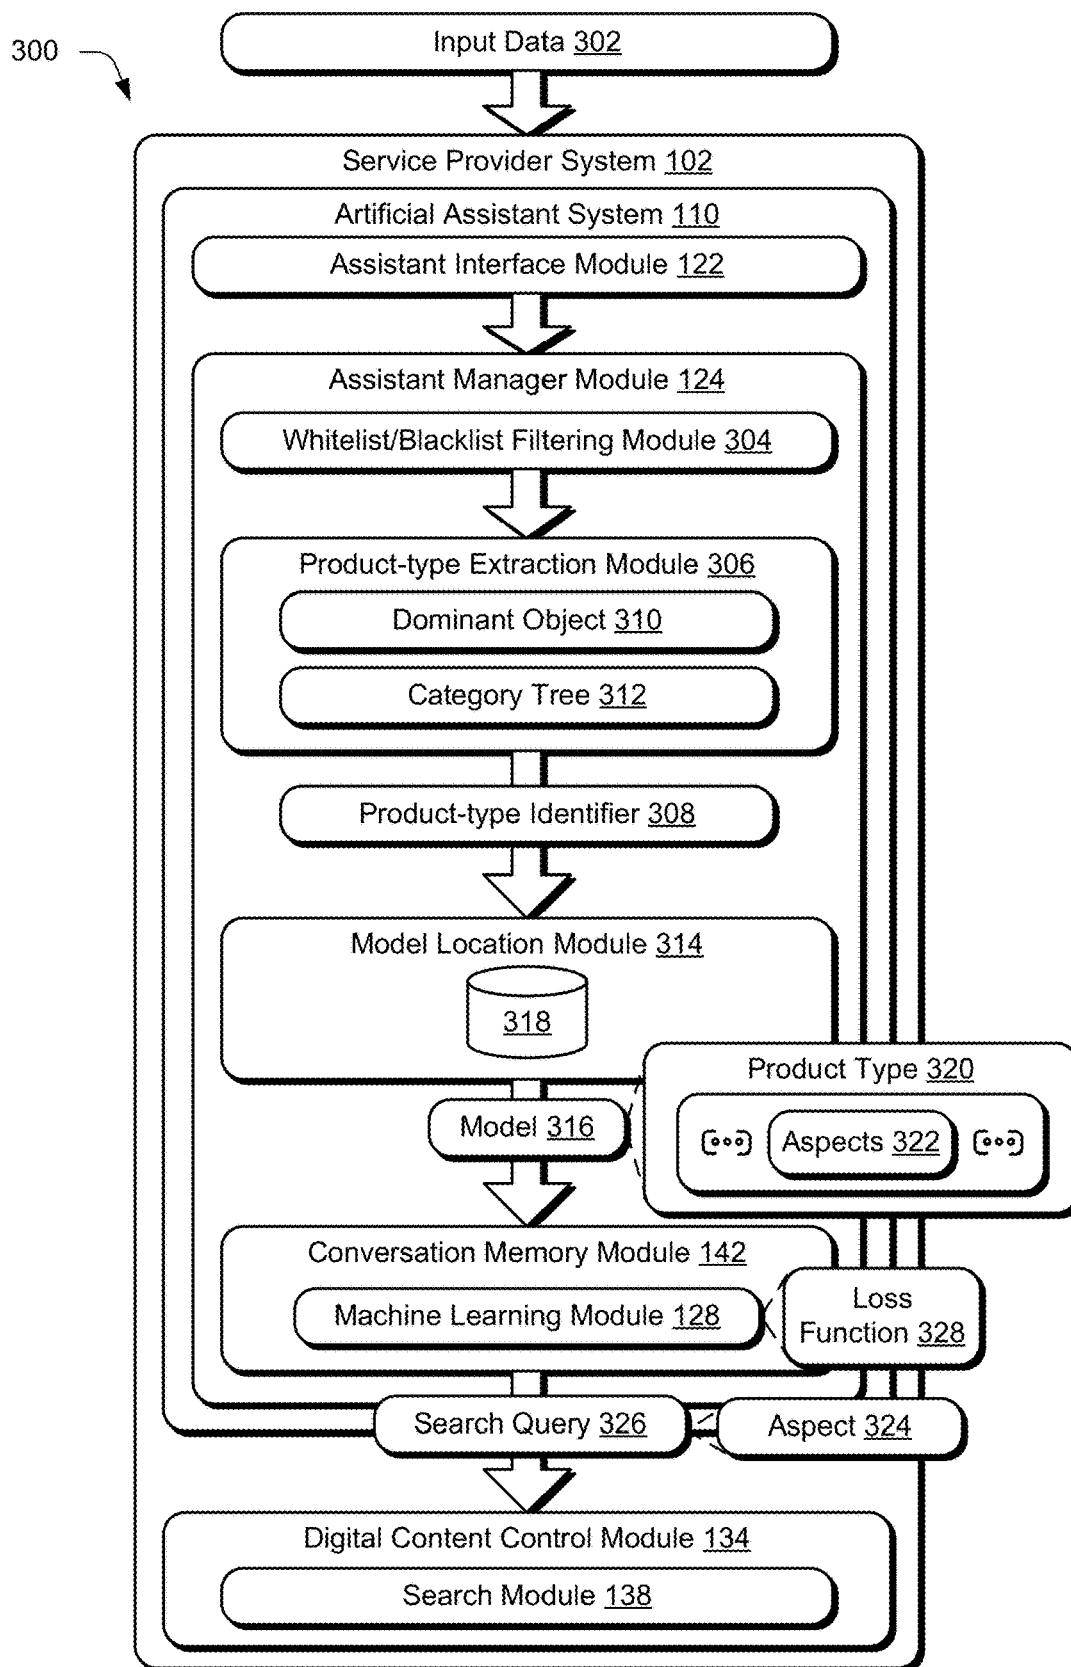 Input Data 302
300
Service Provider System 102
Artificial Assistant System 110
Assistant Interface Module 122
Assistant Manager Module 124
Whitelist/Blacklist Filtering Module 304
Product-type Extraction Module 306
Dominant Object 310
Category Tree 312
Product-type Identifier 308
Model Location Module 314
318
Product Type 320
Model 316
Aspects 322
Conversation Memory Module 142
Machine Learning Module 128
Loss
Function 328
Search Query 326
Aspect 324
Digital Content Control Module 134
Search Module 138